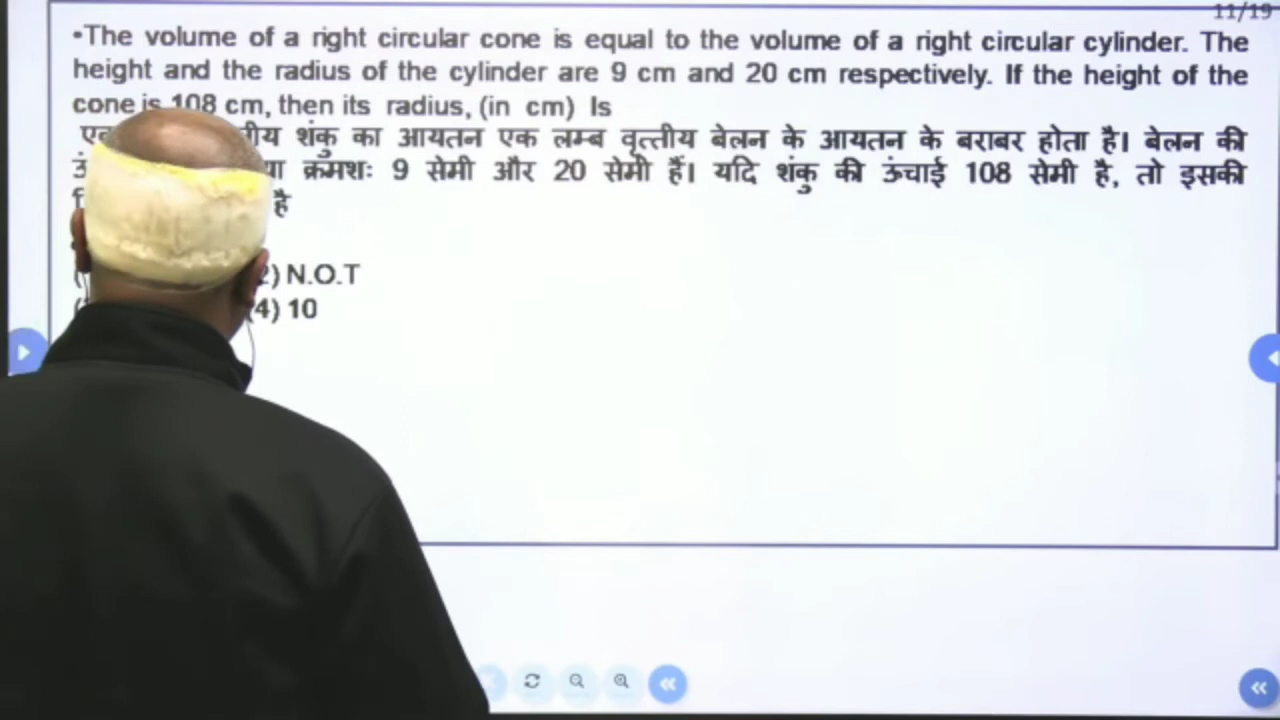 11/19
•The volume of a right circular cone is equal to the volume of a right circular cylinder. The
height and the radius of the cylinder are 9 cm and 20 cm respectively. If the height of the
cone is 108 cm, then its radius, (in cm) Is
शंकु का आयतन एक लम्ब वृत्तीय बेलन के आयतन के बराबर होता है। बेलन की
क्रमशः 9 सेमी और 20 सेमी हैं। यदि शंकु की ऊंचाई 108 सेमी है, तो इसकी
है
2) N.O.T
(4) 10